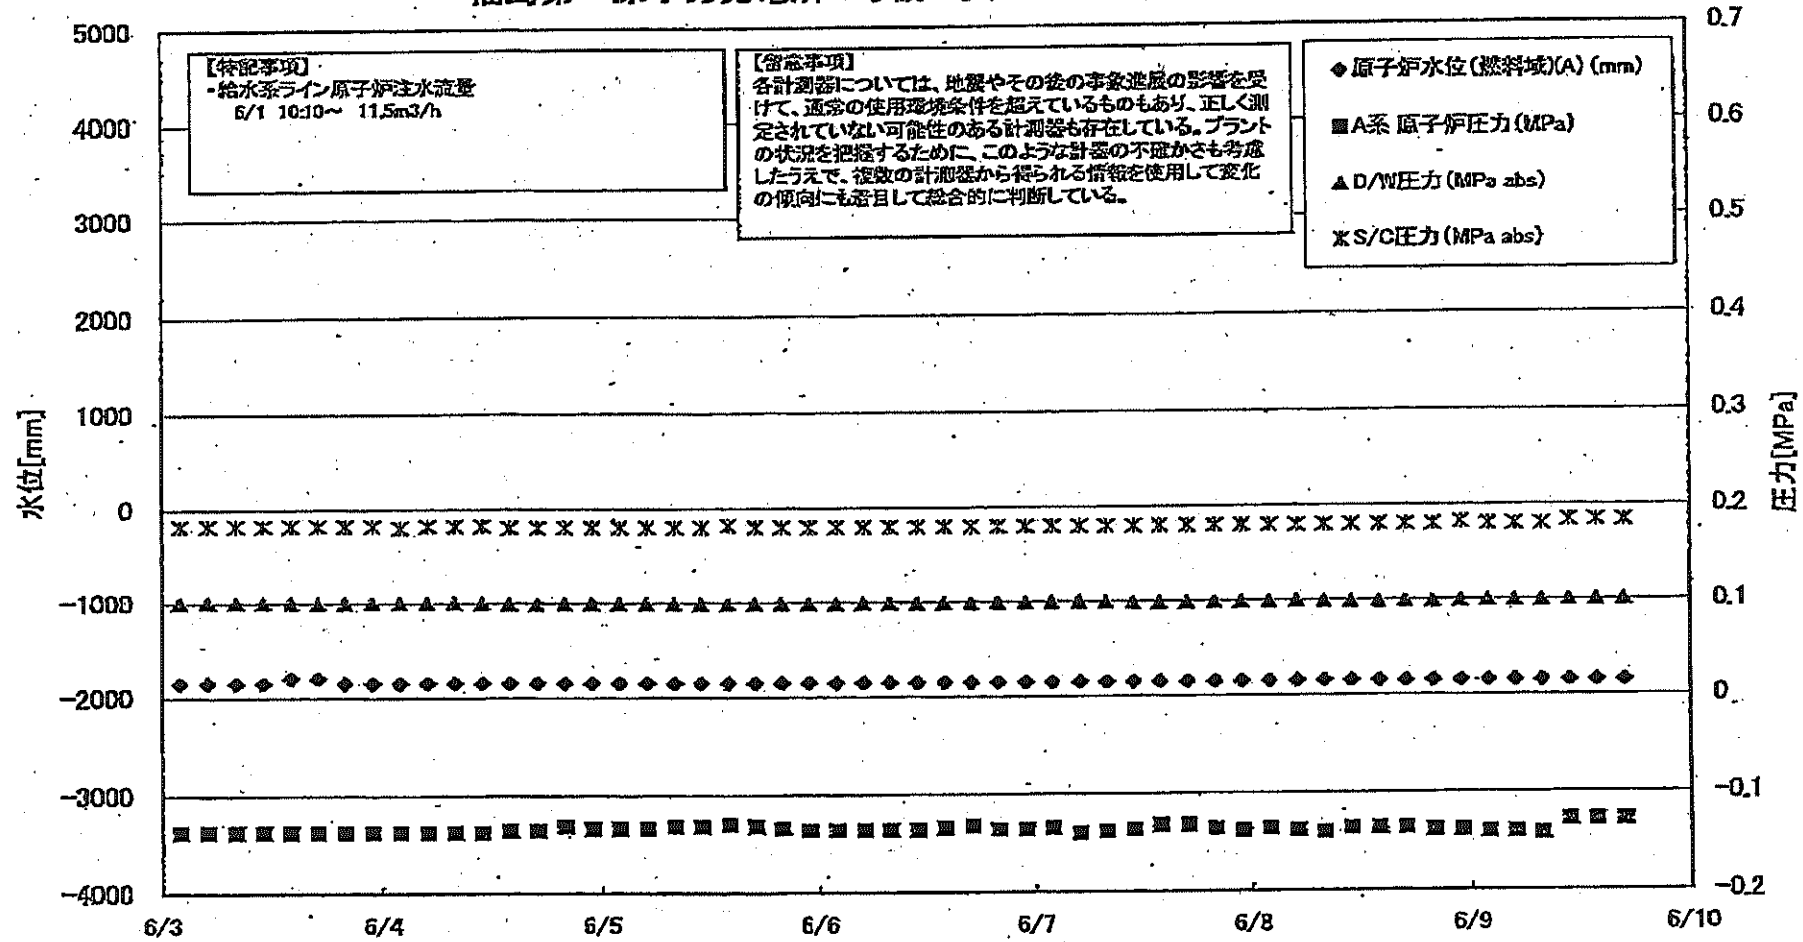 5000
4000
3000
2000
1000
0
-1000
-2000
-3000
-4000
水位[mm]
【特記事項】
・給水系ライン原子炉注水流量
6/1 10:10～ 11.5m3/h
【留意事項】
各計測器については、地震やその後の事象進展の影響を受
けて、通常の使用環境条件を超えているものもあり、正しく測
定されていない可能性のある計測器も存在している。プラント
の状況を把握するために、このような計器の不確かさも考慮
したうえで、複数の計測器から得られる情報を使用して変化
の傾向にも着目して総合的に判断している。
原子炉水位(燃料域)(A) (mm)
A系 原子炉圧力(MPa)
D/W圧力(MPa abs)
S/C圧力(MPa abs)
0.7
0.6
0.5
0.4
0.3
0.2
0.1
0
-0.1
-0.2
圧力[MPa]
6/3
6/4
6/5
6/6
6/7
6/8
6/9
6/10